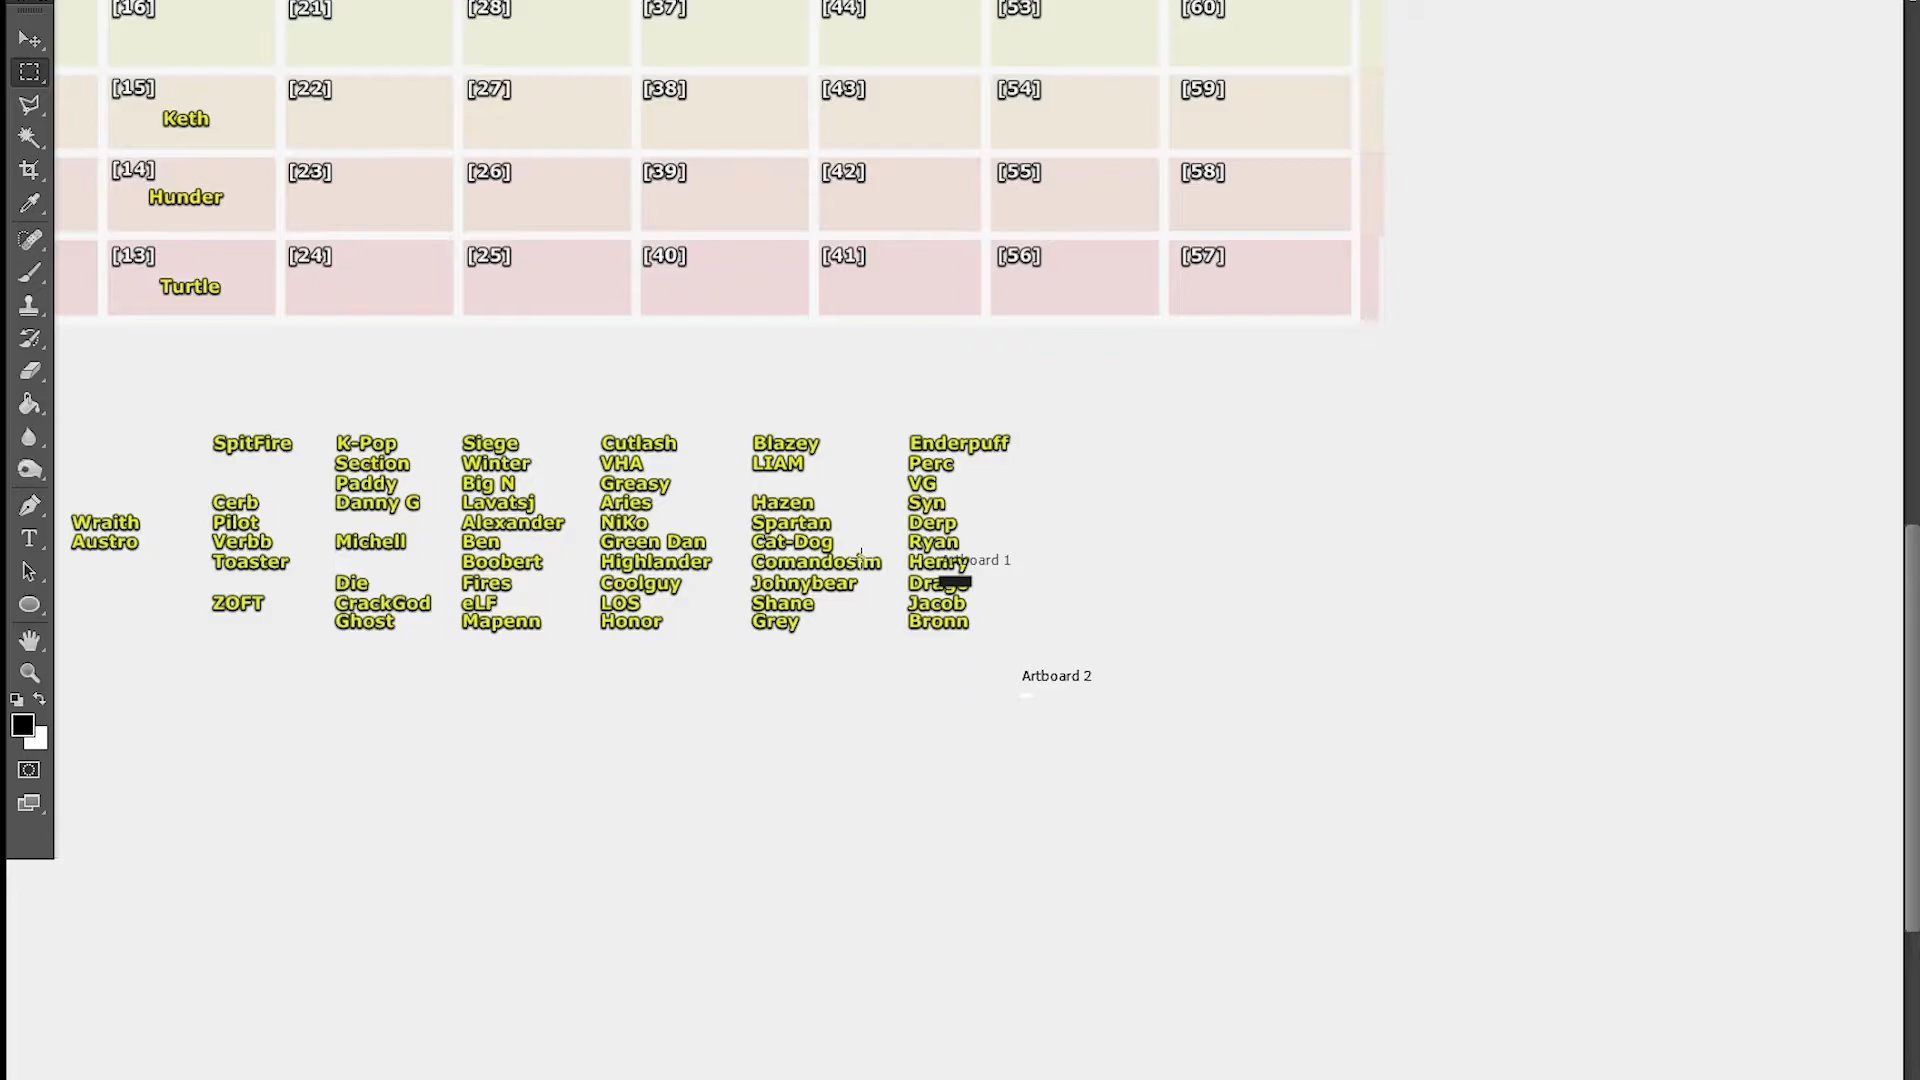 [16] [21] [28] [37] [44] [53] [60]
[15] [22] [27] [38] [43] [54] [59]
Keth
[14] [23] [26] [39] [42] [55] [58]
Hunder
[13] [24] [25] [40] [41] [56] [57]
Turtle
SpitFire K-Pop Siege Cutlash Blazey Enderpuff
Section Winter VHA LIAM Perc
Paddy Big N Greasy VG
Cerb Danny G Lavatsj Aries Hazen Syn
Wraith Pilot Alexander NiKo Spartan Derp
Austro Verbb Michell Ben Green Dan Cat-Dog Ryan
Toaster Boobert Highlander Comandosim Henry
Artboard 1
Die Fires Coolguy Johnybear Drago
ZOFT CrackGod eLF LOS Shane Jacob
Ghost Mapenn Honor Grey Bronn
Artboard 2